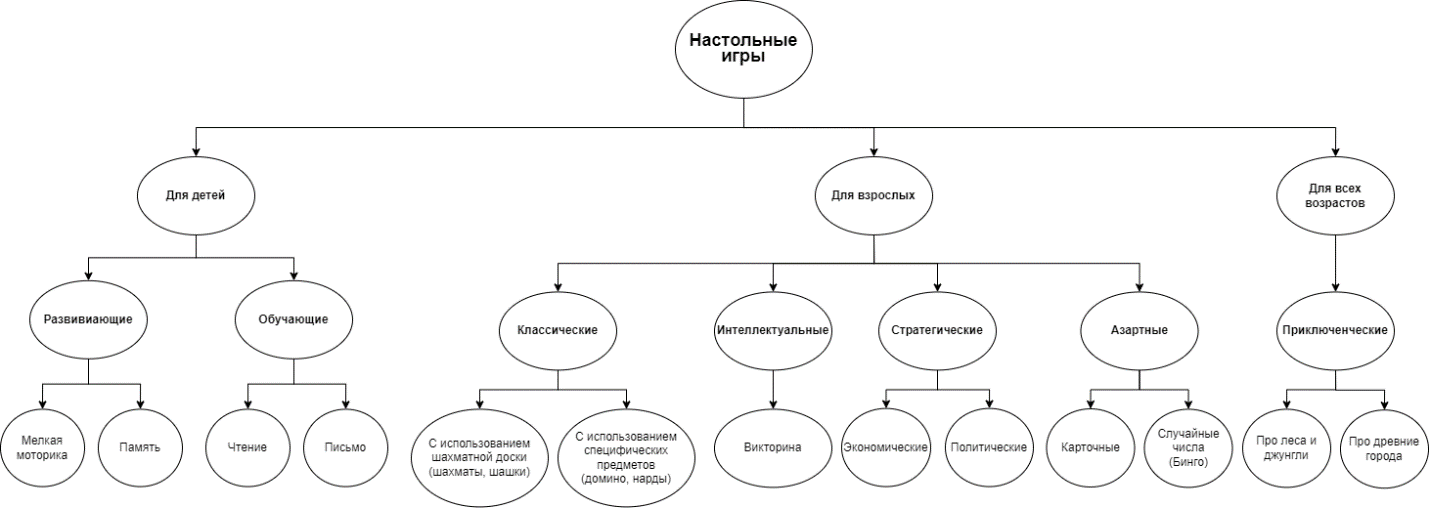 Настольные
игры
Для детей
Для взрослых
Для всех
возрастов
Развивиающие
Обучающие
Классические
Интеллектуальные
Стратегические
Азартные
Приключенческие
Мелкая
моторика
Память
Чтение
Письмо
С использованием
шахматной доски
(шахматы, шашки)
С использованием
специфических
предметов
(домино, нарды)
Викторина
Экономические
Политические
Карточные
Случайные
числа
(Бинго)
Про леса и
джунгли
Про древние
города